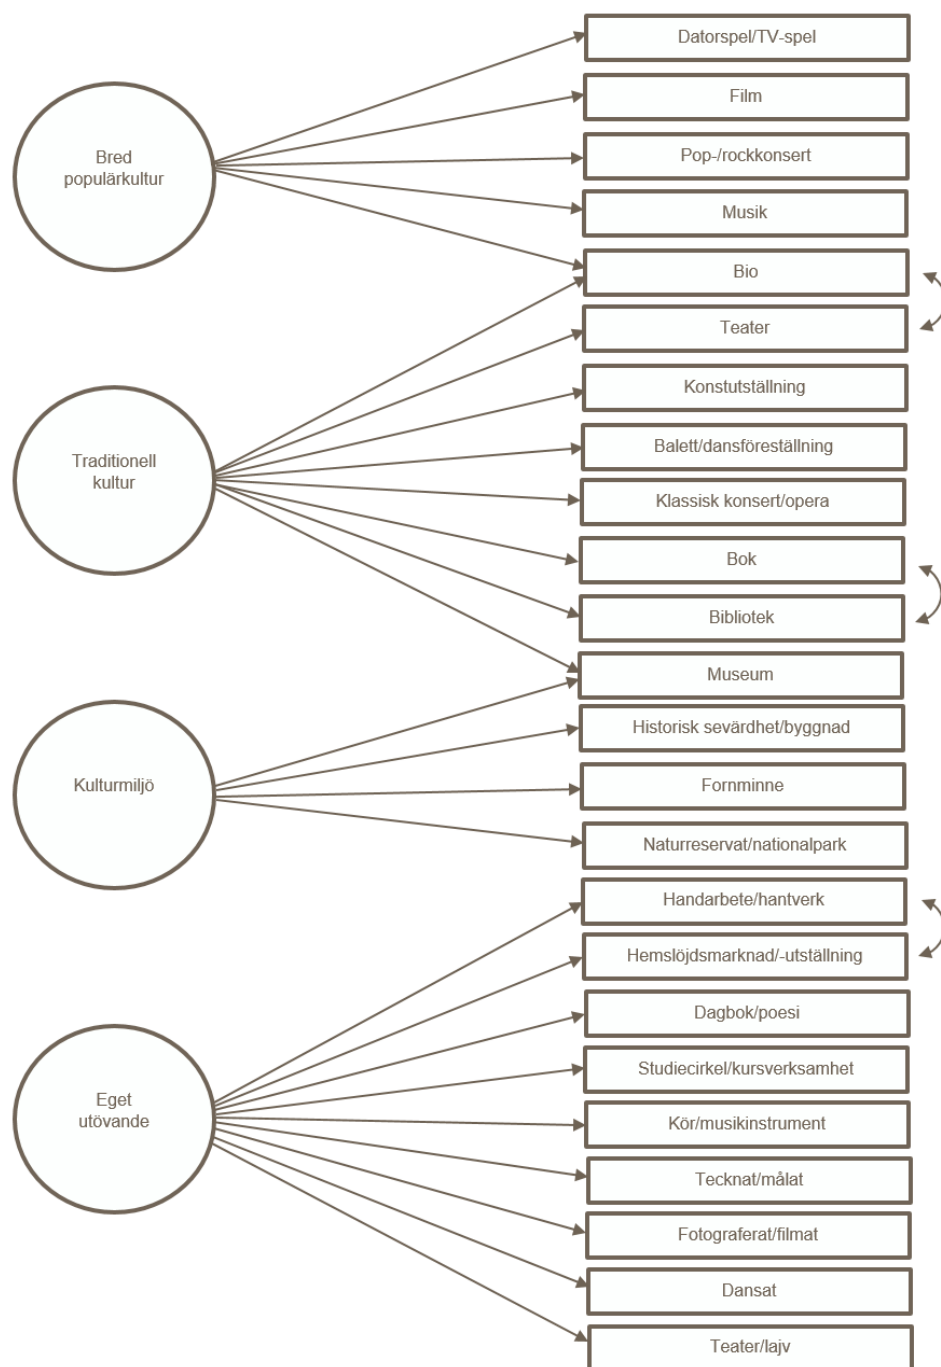 Datorspel/TV-spel
Film
Bred
populärkultur
Pop-/rockkonsert
Musik
Bio
Teater
Konstutställning
Traditionell
kultur
Balett/dansföreställning
Klassisk konsert/opera
Bok
Bibliotek
Museum
Historisk sevärdhet/byggnad
Kulturmiljö
Fornminne
Naturreservat/nationalpark
Handarbete/hantverk
Hemslöjdsmarknad/-utställning
Dagbok/poesi
Studiecirkel/kursverksamhet
Eget
utövande
Kör/musikinstrument
Tecknat/målat
Fotograferat/filmat
Dansat
Teater/lajv